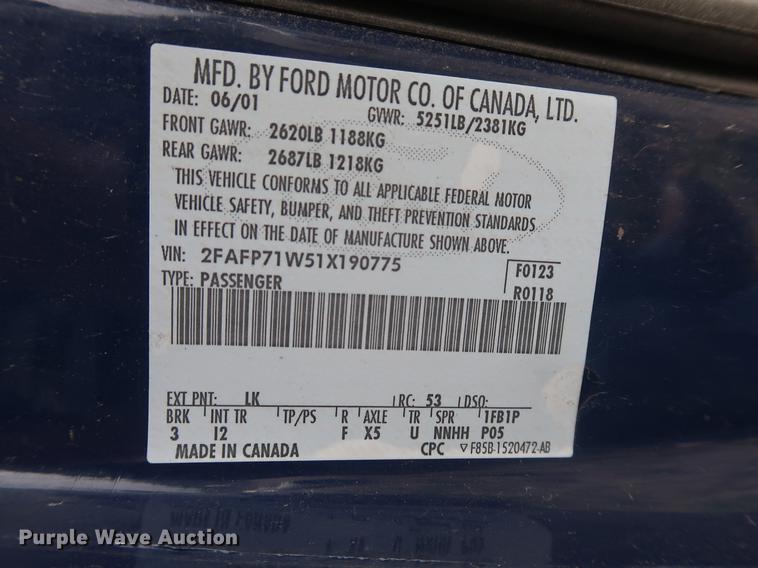 MFD. BY FORD MOTOR CO. OF CANADA, LTD.
DATE: 06/01 GVWR: 5251LB/2381KG
FRONT GAWR: 2620LB 1188KG
REAR GAWR: 2687LB 1218KG
THIS VEHICLE CONFORMS TO ALL APPLICABLE FEDERAL MOTOR
VEHICLE SAFETY, BUMPER, AND THEFT PREVENTION STANDARDS
IN EFFECT ON THE DATE OF MANUFACTURE SHOWN ABOVE.
VIN: 2FAFP71W51X190775 F0123
TYPE: PASSENGER R0118
EXT PNT: LK RC: 53 DSO:
BRK INT TR TP/PS R AXLE TR SPR 1FB1P
3 I2 F X5 U NNHH P05
MADE IN CANADA CPC ▽F85B-1520472-AB
Purple Wave Auction